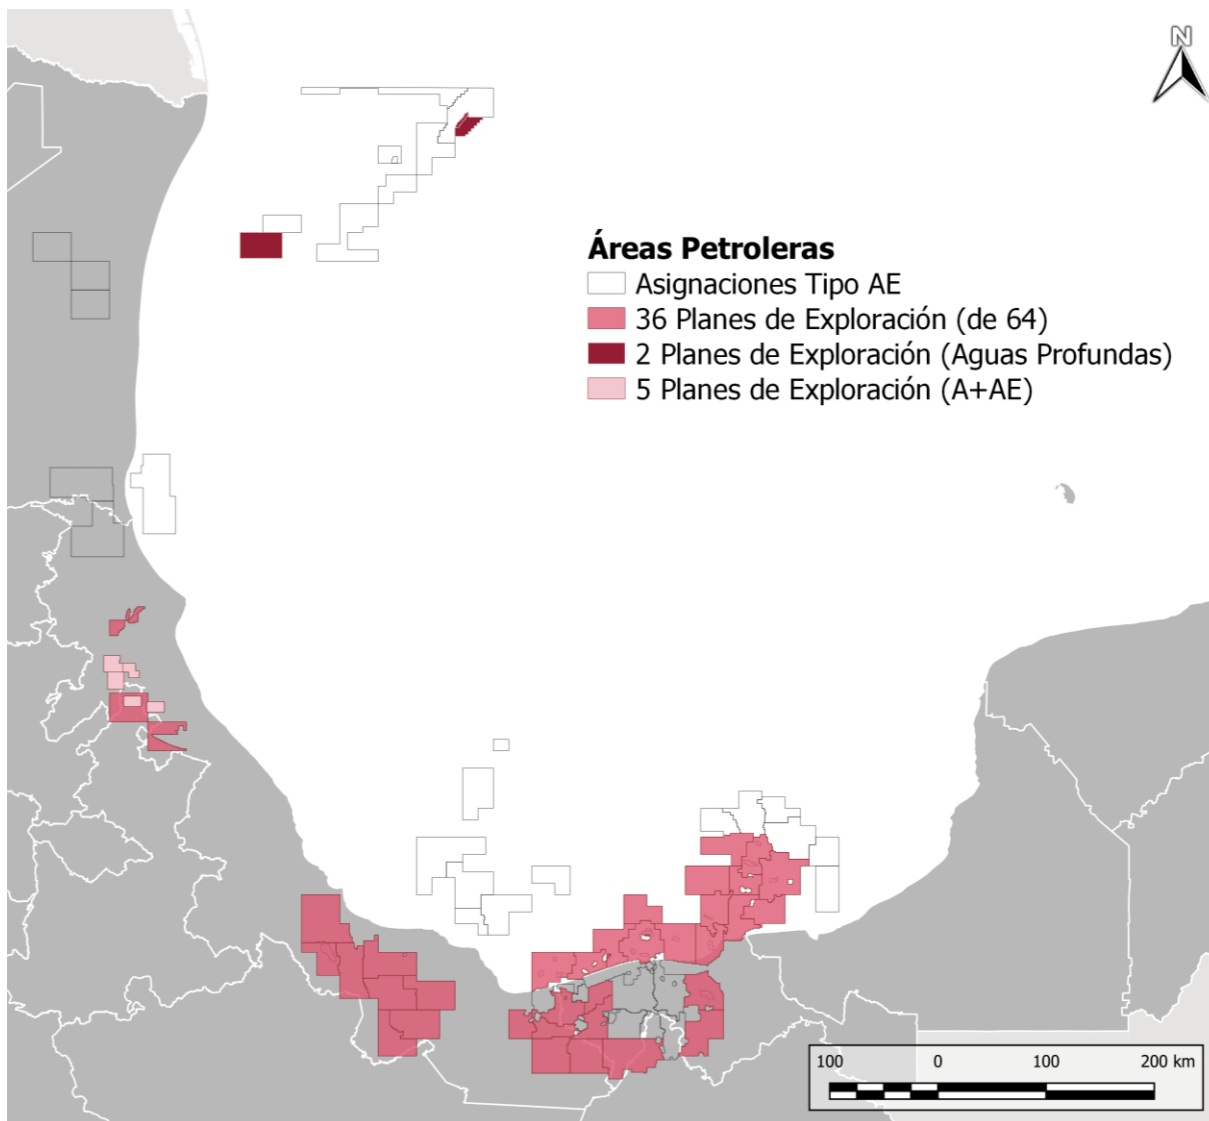 N
Áreas Petroleras
Asignaciones Tipo AE
36 Planes de Exploración (de 64)
2 Planes de Exploración (Aguas Profundas)
5 Planes de Exploración (A+AE)
100 0 100 200 km